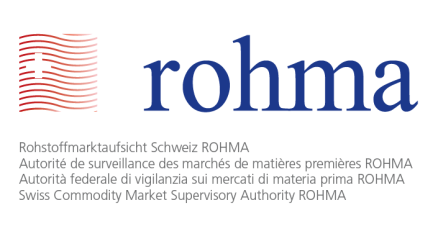 rohma
Rohstoffmarktaufsicht Schweiz ROHMA
Autorité de surveillance des marchés de matières premières ROHMA
Autorità federale di vigilanzia sui mercati di materia prima ROHMA
Swiss Commodity Market Supervisory Authority ROHMA